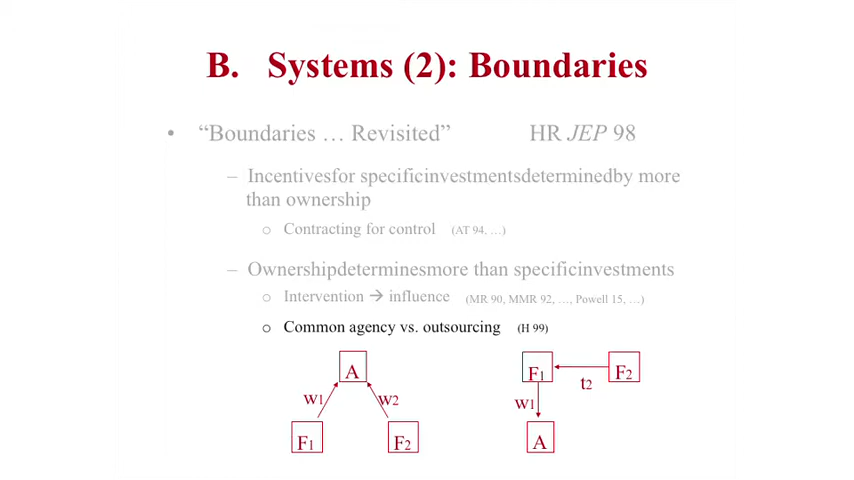 B. Systems (2): Boundaries
• “Boundaries … Revisited” HR JEP 98
– Incentivesfor specificinvestmentsdeterminedby more
than ownership
o Contracting for control (AT 94, …)
– Ownershipdeterminesmore than specificinvestments
o Intervention → influence (MR 90, MMR 92, …, Powell 15, …)
o Common agency vs. outsourcing (H 99)
A F1 F2
t2
w1 w2 w1
F1 F2 A